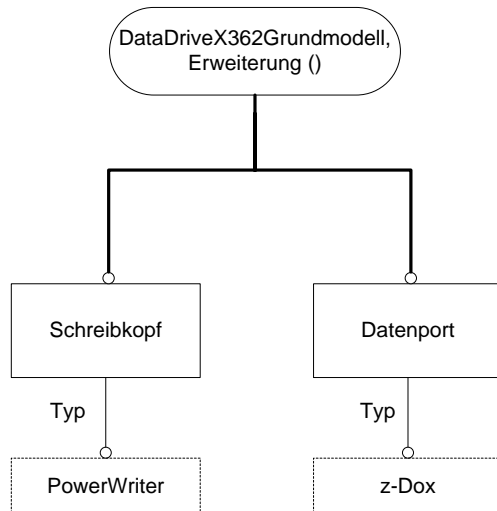 DataDriveX362Grundmodell,
Erweiterung ()
Schreibkopf
Datenport
Typ
Typ
PowerWriter
z-Dox